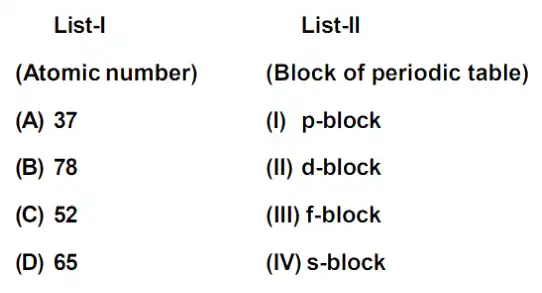 List-I List-II
(Atomic number) (Block of periodic table)
(A) 37 (I) p-block
(B) 78 (II) d-block
(C) 52 (III) f-block
(D) 65 (IV) s-block